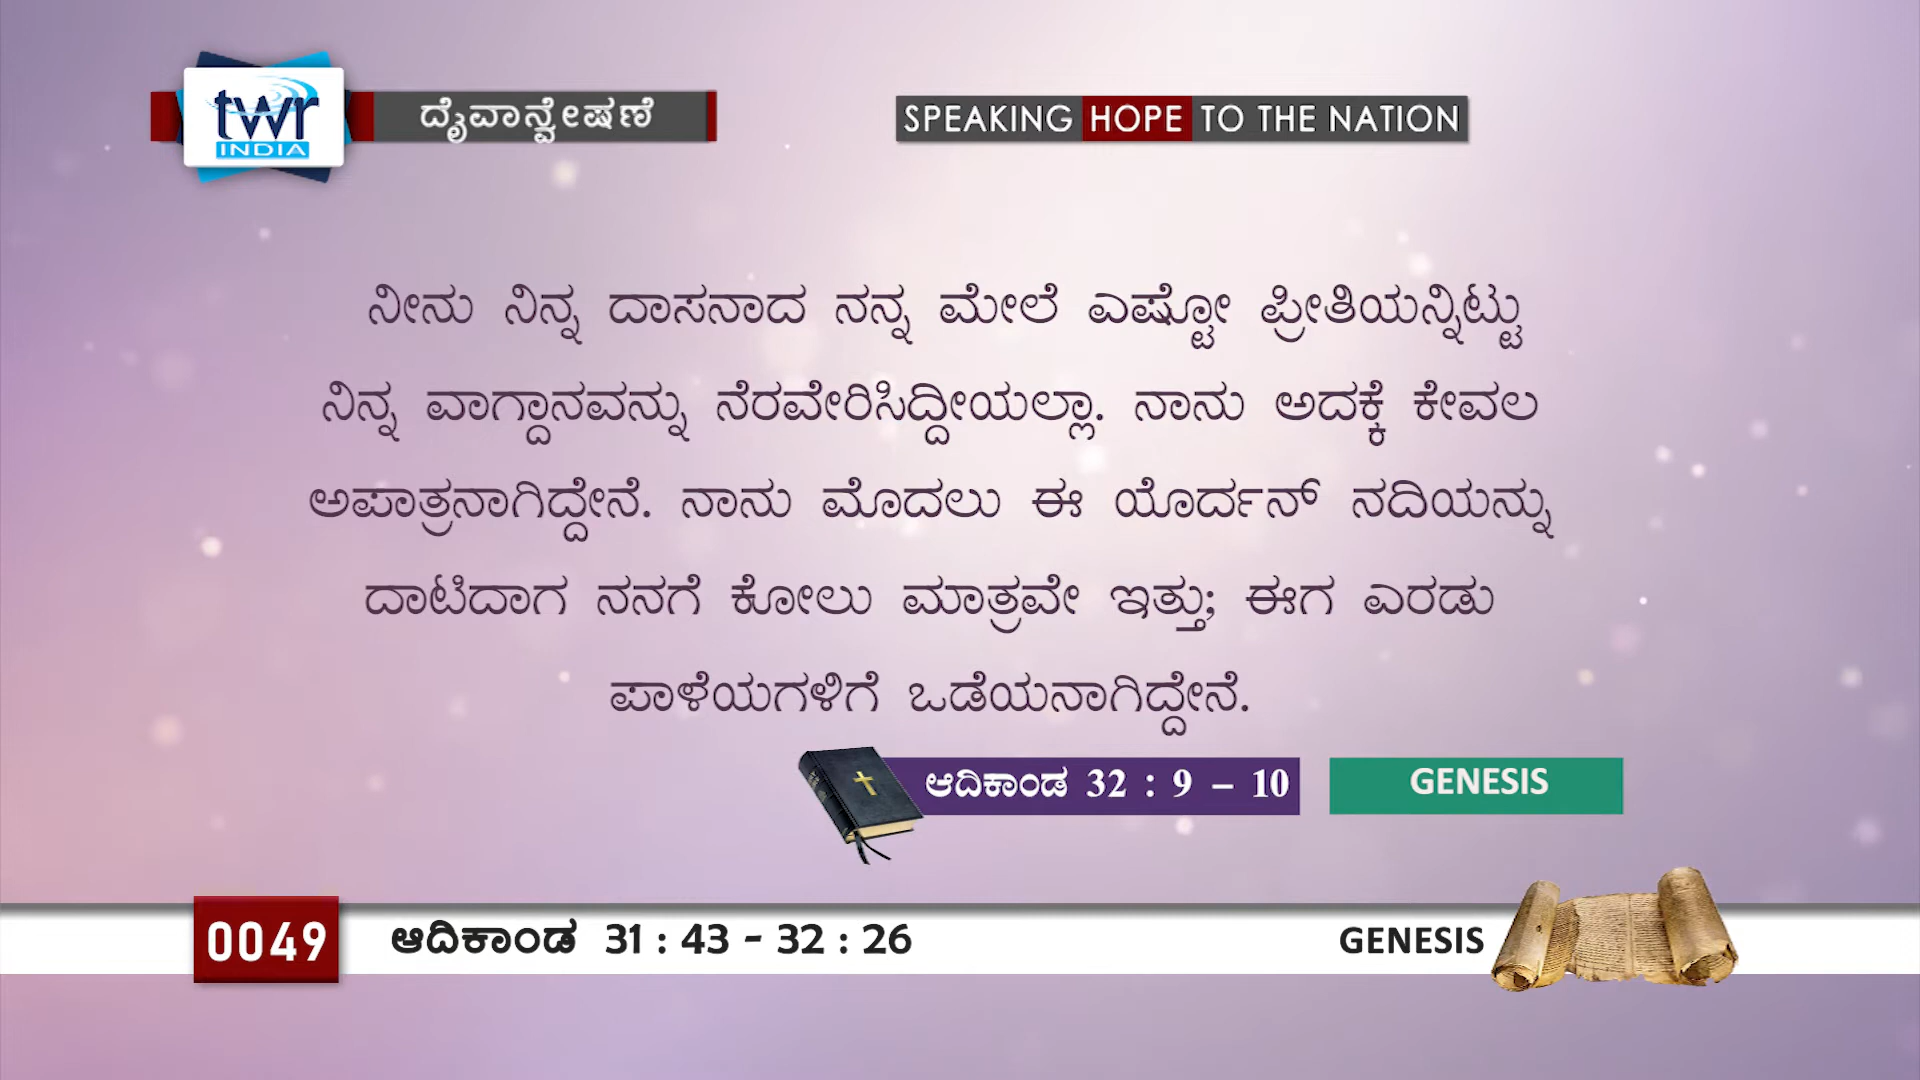 twr
INDIA
ದೈವಾನ್ವೇಷಣೆ
SPEAKING HOPE TO THE NATION
ನೀನು ನಿನ್ನ ದಾಸನಾದ ನನ್ನ ಮೇಲೆ ಎಷ್ಟೋ ಪ್ರೀತಿಯನ್ನಿಟ್ಟು
ನಿನ್ನ ವಾಗ್ದಾನವನ್ನು ನೆರವೇರಿಸಿದ್ದೀಯಲ್ಲಾ. ನಾನು ಅದಕ್ಕೆ ಕೇವಲ
ಅಪಾತ್ರನಾಗಿದ್ದೇನೆ. ನಾನು ಮೊದಲು ಈ ಯೊರ್ದನ್ ನದಿಯನ್ನು
ದಾಟಿದಾಗ ನನಗೆ ಕೋಲು ಮಾತ್ರವೇ ಇತ್ತು; ಈಗ ಎರಡು
ಪಾಳೆಯಗಳಿಗೆ ಒಡೆಯನಾಗಿದ್ದೇನೆ.
ಆದಿಕಾಂಡ 32 : 9 – 10
GENESIS
0049
ಆದಿಕಾಂಡ 31 : 43 - 32 : 26
GENESIS